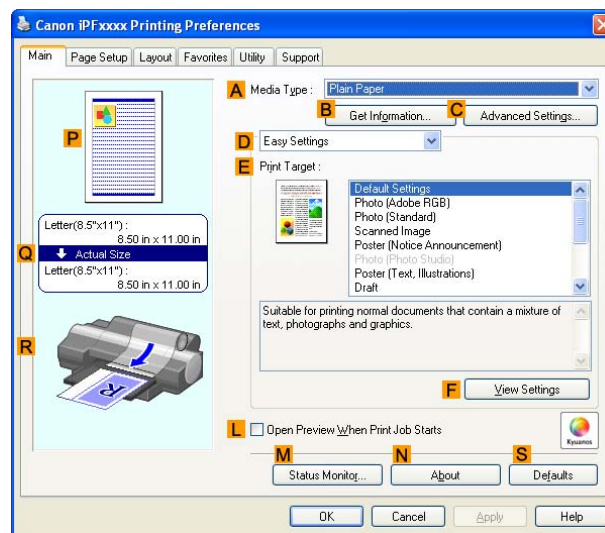 Canon iPFxxxx Printing Preferences
Main Page Setup Layout Favorites Utility Support
P
Letter(8.5"x11") :
8.50 in x 11.00 in
Q
Actual Size
Letter(8.5"x11") :
8.50 in x 11.00 in
R
A Media Type : Plain Paper
B Get Information... C Advanced Settings...
D Easy Settings
E Print Target :
Default Settings
Photo (Adobe RGB)
Photo (Standard)
Scanned Image
Poster (Notice Announcement)
Photo (Photo Studio)
Poster (Text, Illustrations)
Draft
Suitable for printing normal documents that contain a mixture of
text, photographs and graphics.
F View Settings
L Open Preview When Print Job Starts
Kyuanos
M N S
Status Monitor... About Defaults
OK Cancel Apply Help